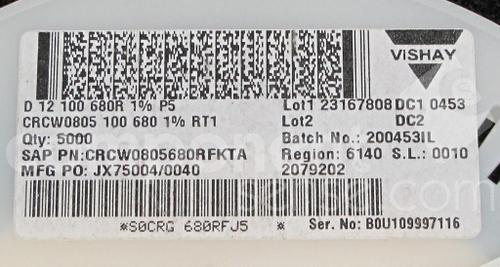 VISHAY
D 12 100 680R 1% P5 Lot1 23167808 DC1 0453
CRCW0805 100 680 1% RT1 Lot2 DC2
Qty: 5000 Batch No.: 200453IL
SAP PN:CRCW0805680RFKTA Region: 6140 S.L.: 0010
MFG PO: JX75004/0040 2079202
*S0CRG 680RFJ5 * Ser. No: B0U109997116